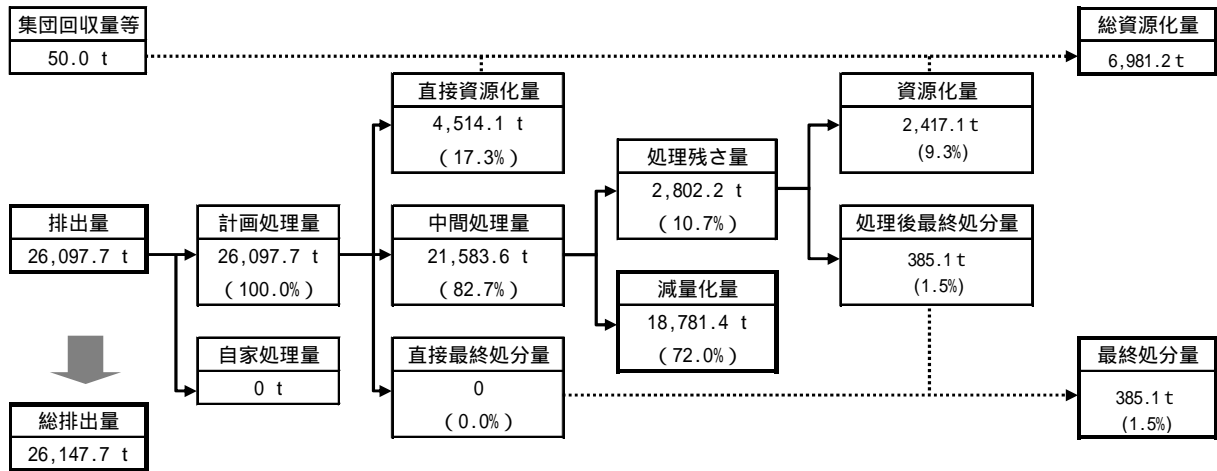 集団回収量等
50.0 t
総資源化量
6,981.2 t
直接資源化量
4,514.1 t
(17.3%)
資源化量
2,417.1 t
(9.3%)
処理残さ量
2,802.2 t
(10.7%)
排出量
26,097.7 t
計画処理量
26,097.7 t
(100.0%)
中間処理量
21,583.6 t
(82.7%)
処理後最終処分量
385.1 t
(1.5%)
減量化量
18,781.4 t
(72.0%)
自家処理量
0 t
直接最終処分量
0
(0.0%)
最終処分量
385.1 t
(1.5%)
総排出量
26,147.7 t